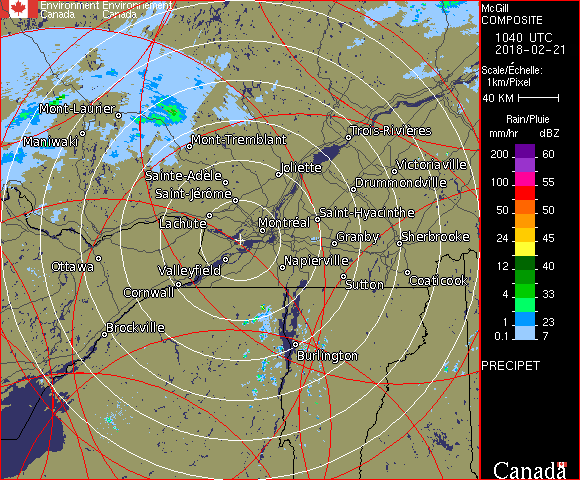 Environment Environnement
Canada Canada
McGill
COMPOSITE
1040 UTC
2018-02-21
Scale/Échelle:
1km/Pixel
40 KM
Rain/Pluie
mm/hr dBZ
200 60
100 55
50 50
24 45
12 40
4 33
1 23
0.1 7
PRECIPET
Mont-Laurier
Maniwaki
Mont-Tremblant
Trois-Rivières
Sainte-Adèle
Joliette
Victoriaville
Saint-Jérôme
Drummondville
Lachute
Montréal
Saint-Hyacinthe
Granby
Sherbrooke
Ottawa
Valleyfield
Napierville
Cornwall
Sutton
Coaticook
Brockville
Burlington
Canada